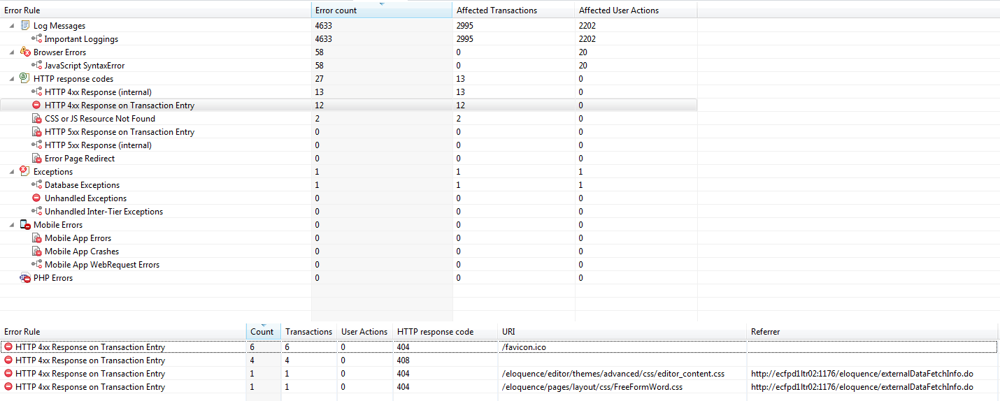 Error Rule Error count Affected Transactions Affected User Actions
Log Messages 4633 2995 2202
Important Loggings 4633 2995 2202
Browser Errors 58 0 20
JavaScript SyntaxError 58 0 20
HTTP response codes 27 13 0
HTTP 4xx Response (internal) 13 13 0
HTTP 4xx Response on Transaction Entry 12 12 0
CSS or JS Resource Not Found 2 2 0
HTTP 5xx Response on Transaction Entry 0 0 0
HTTP 5xx Response (internal) 0 0 0
Error Page Redirect 0 0 0
Exceptions 1 1 1
Database Exceptions 1 1 1
Unhandled Exceptions 0 0 0
Unhandled Inter-Tier Exceptions 0 0 0
Mobile Errors 0 0 0
Mobile App Errors 0 0 0
Mobile App Crashes 0 0 0
Mobile App WebRequest Errors 0 0 0
PHP Errors 0 0 0
Error Rule Count Transactions User Actions HTTP response code URI Referrer
HTTP 4xx Response on Transaction Entry 6 6 0 404 /favicon.ico
HTTP 4xx Response on Transaction Entry 4 4 0 408
HTTP 4xx Response on Transaction Entry 1 1 0 404 /eloquence/editor/themes/advanced/css/editor_content.css http://ecfpd1ltr02:1176/eloquence/externalDataFetchInfo.do
HTTP 4xx Response on Transaction Entry 1 1 0 404 /eloquence/pages/layout/css/FreeFormWord.css http://ecfpd1ltr02:1176/eloquence/externalDataFetchInfo.do